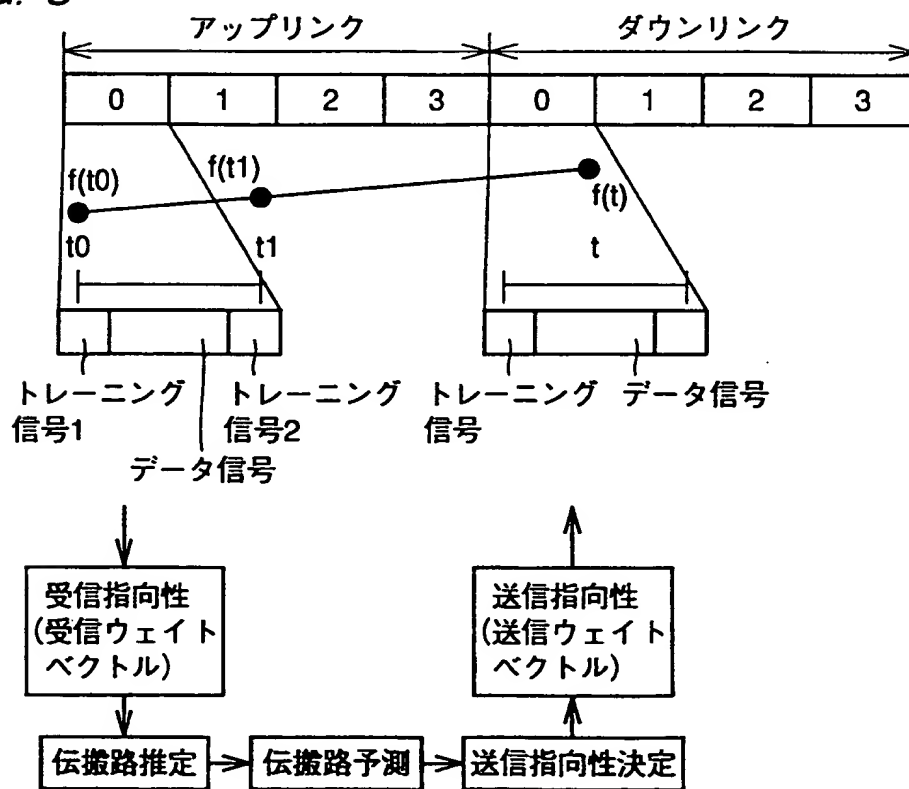 アップリンク ダウンリンク
0 1 2 3 0 1 2 3
f(t0) f(t1) f(t)
t0 t1 t
トレーニング
信号1
データ信号
トレーニング
信号2
トレーニング
信号
データ信号
受信指向性
(受信ウェイト
ベクトル)
送信指向性
(送信ウェイト
ベクトル)
伝搬路推定 伝搬路予測 送信指向性決定